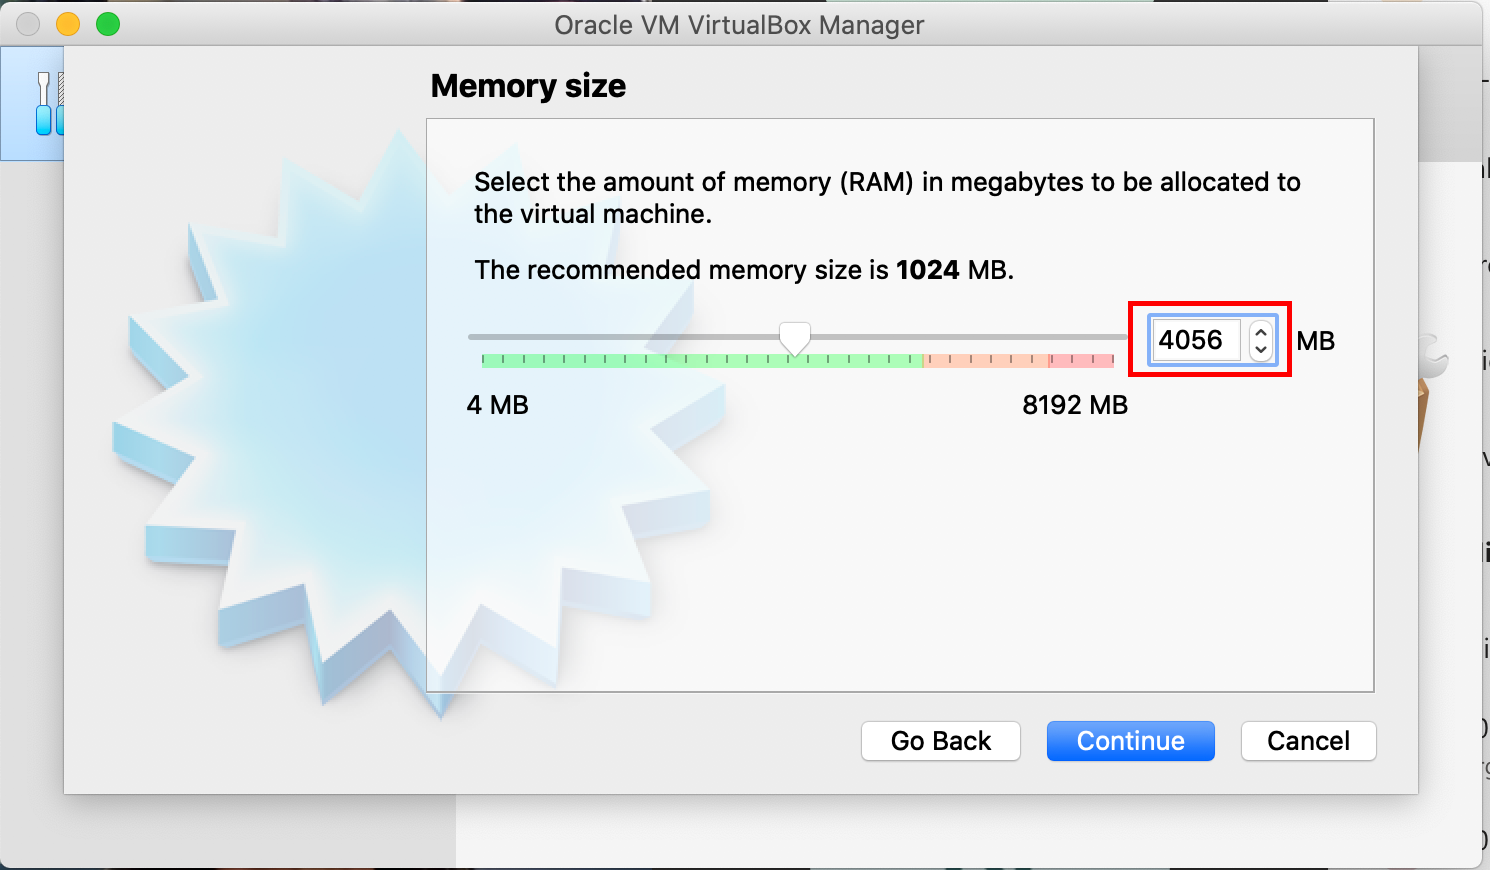 Oracle VM VirtualBox Manager
Memory size
Select the amount of memory (RAM) in megabytes to be allocated to
the virtual machine.
The recommended memory size is 1024 MB.
4056 MB
4 MB 8192 MB
Go Back Continue Cancel